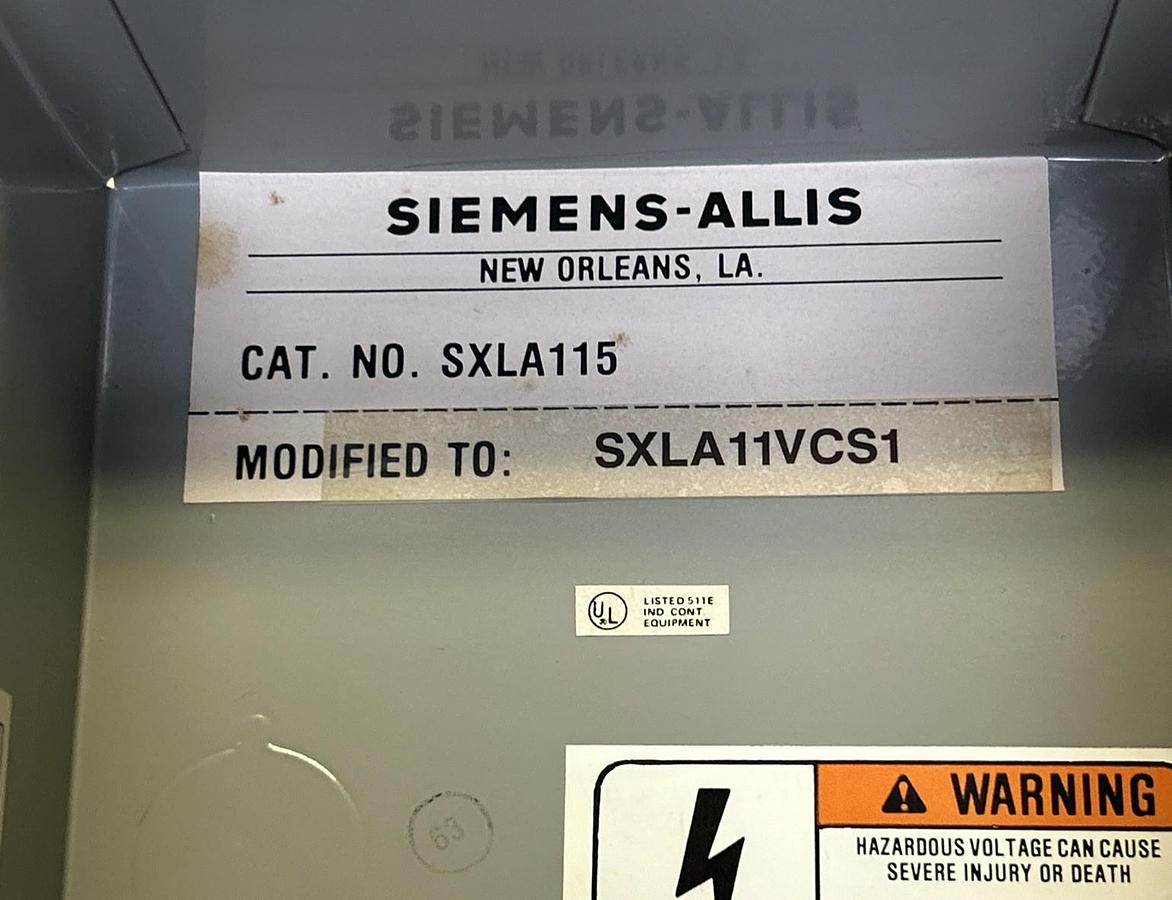 SIEMENS-ALLIS
NEW ORLEANS, LA.
CAT. NO. SXLA115
MODIFIED TO: SXLA11VCS1
UL
LISTED 511E
IND CONT
EQUIPMENT
63
WARNING
HAZARDOUS VOLTAGE CAN CAUSE
SEVERE INJURY OR DEATH